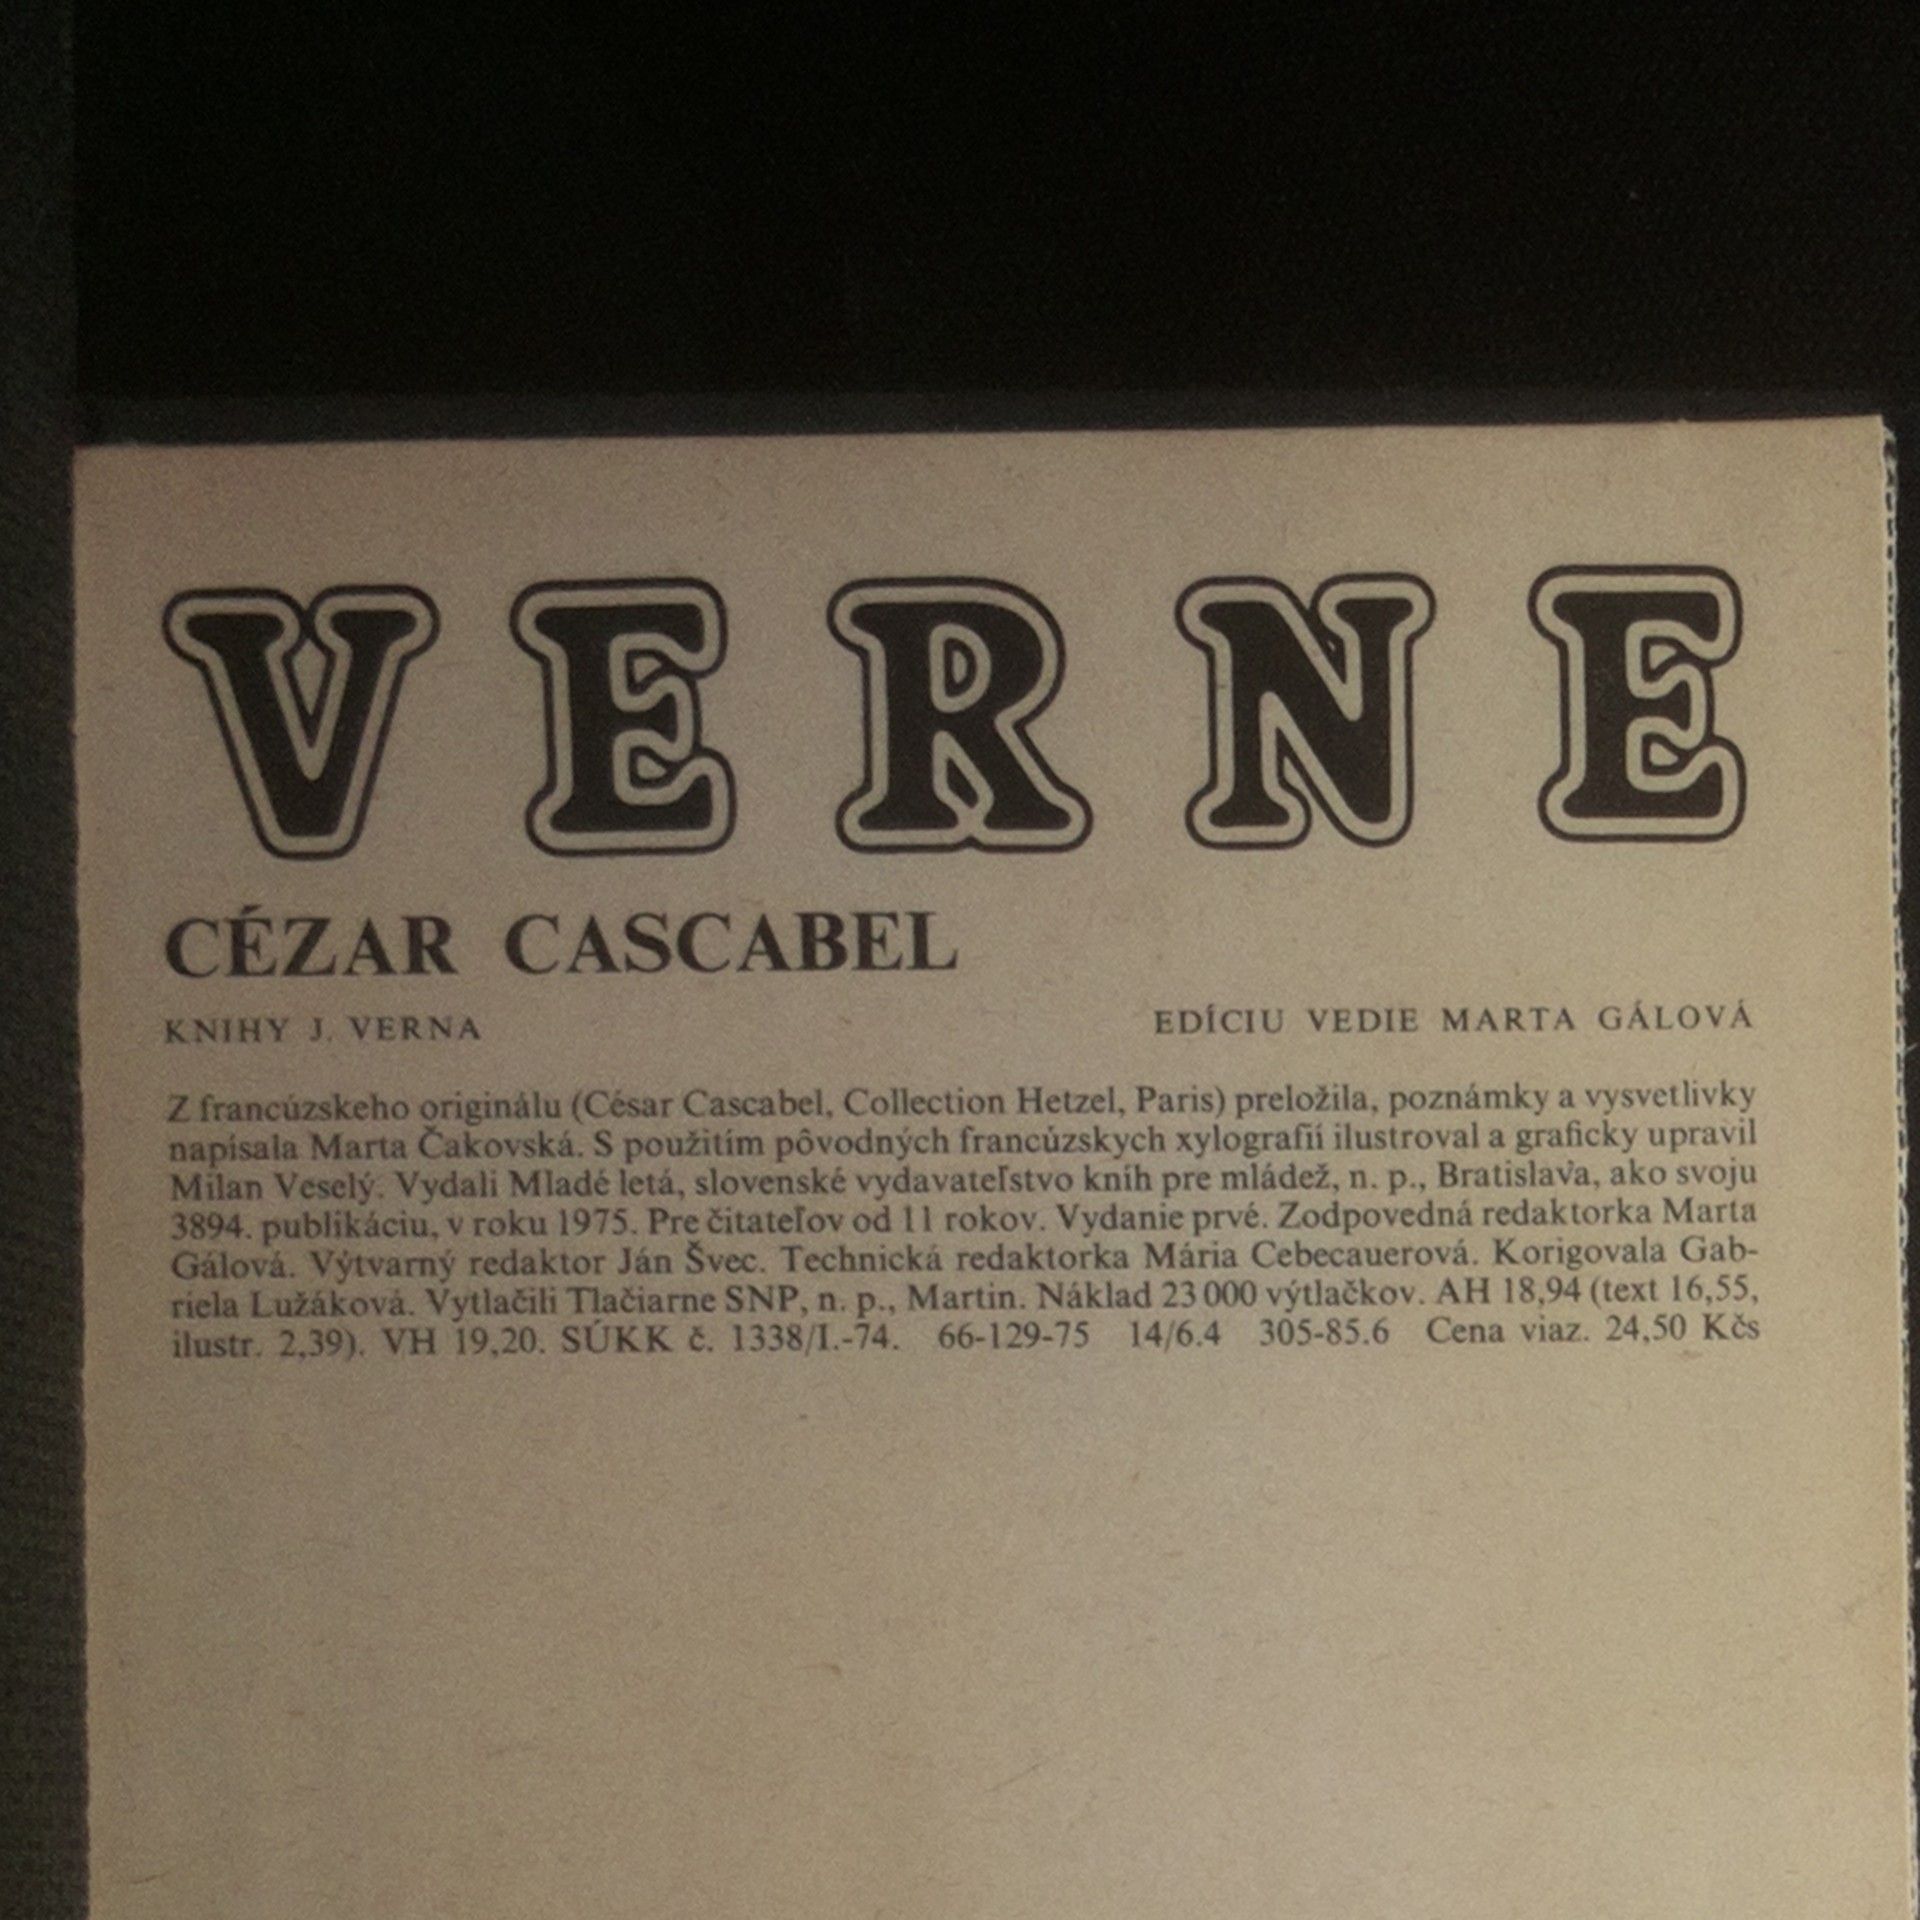 VERNE
CÉZAR CASCABEL
KNIHY J. VERNA
EDÍCIU VEDIE MARTA GÁLOVÁ
Z francúzskeho originálu (César Cascabel, Collection Hetzel, Paris) preložila, poznámky a vysvetlivky
napísala Marta Čakovská. S použitím pôvodných francúzskych xylografií ilustroval a graficky upravil
Milan Veselý. Vydali Mladé letá, slovenské vydavateľstvo kníh pre mládež, n. p., Bratislava, ako svoju
3894. publikáciu, v roku 1975. Pre čitateľov od 11 rokov. Vydanie prvé. Zodpovedná redaktorka Marta
Gálová. Výtvarný redaktor Ján Švec. Technická redaktorka Mária Cebecauerová. Korigovala Gab-
riela Lužáková. Vytlačili Tlačiarne SNP, n. p., Martin. Náklad 23 000 výtlačkov. AH 18,94 (text 16,55,
ilustr. 2,39). VH 19,20. SÚKK č. 1338/I.-74. 66-129-75 14/6.4 305-85.6 Cena viaz. 24,50 Kčs